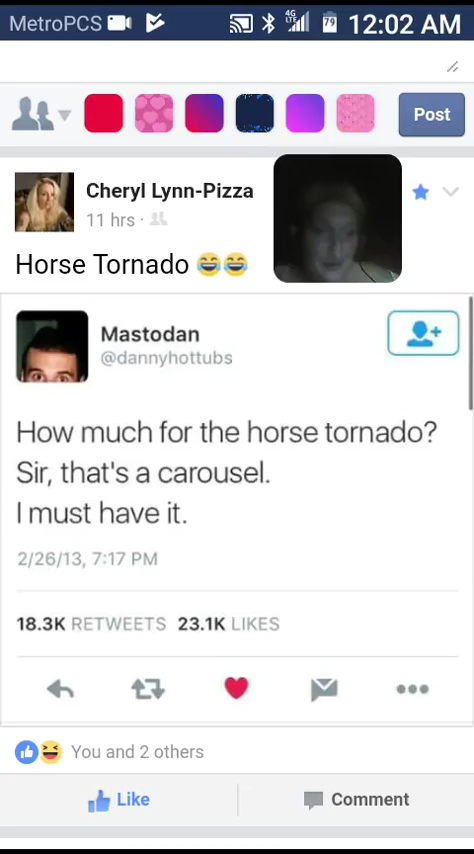 MetroPCS 4G LTE 79 12:02 AM
Post
Cheryl Lynn-Pizza
11 hrs ·
Horse Tornado 😂😂
Mastodan
@dannyhottubs
How much for the horse tornado?
Sir, that's a carousel.
I must have it.
2/26/13, 7:17 PM
18.3K RETWEETS 23.1K LIKES
You and 2 others
Like Comment